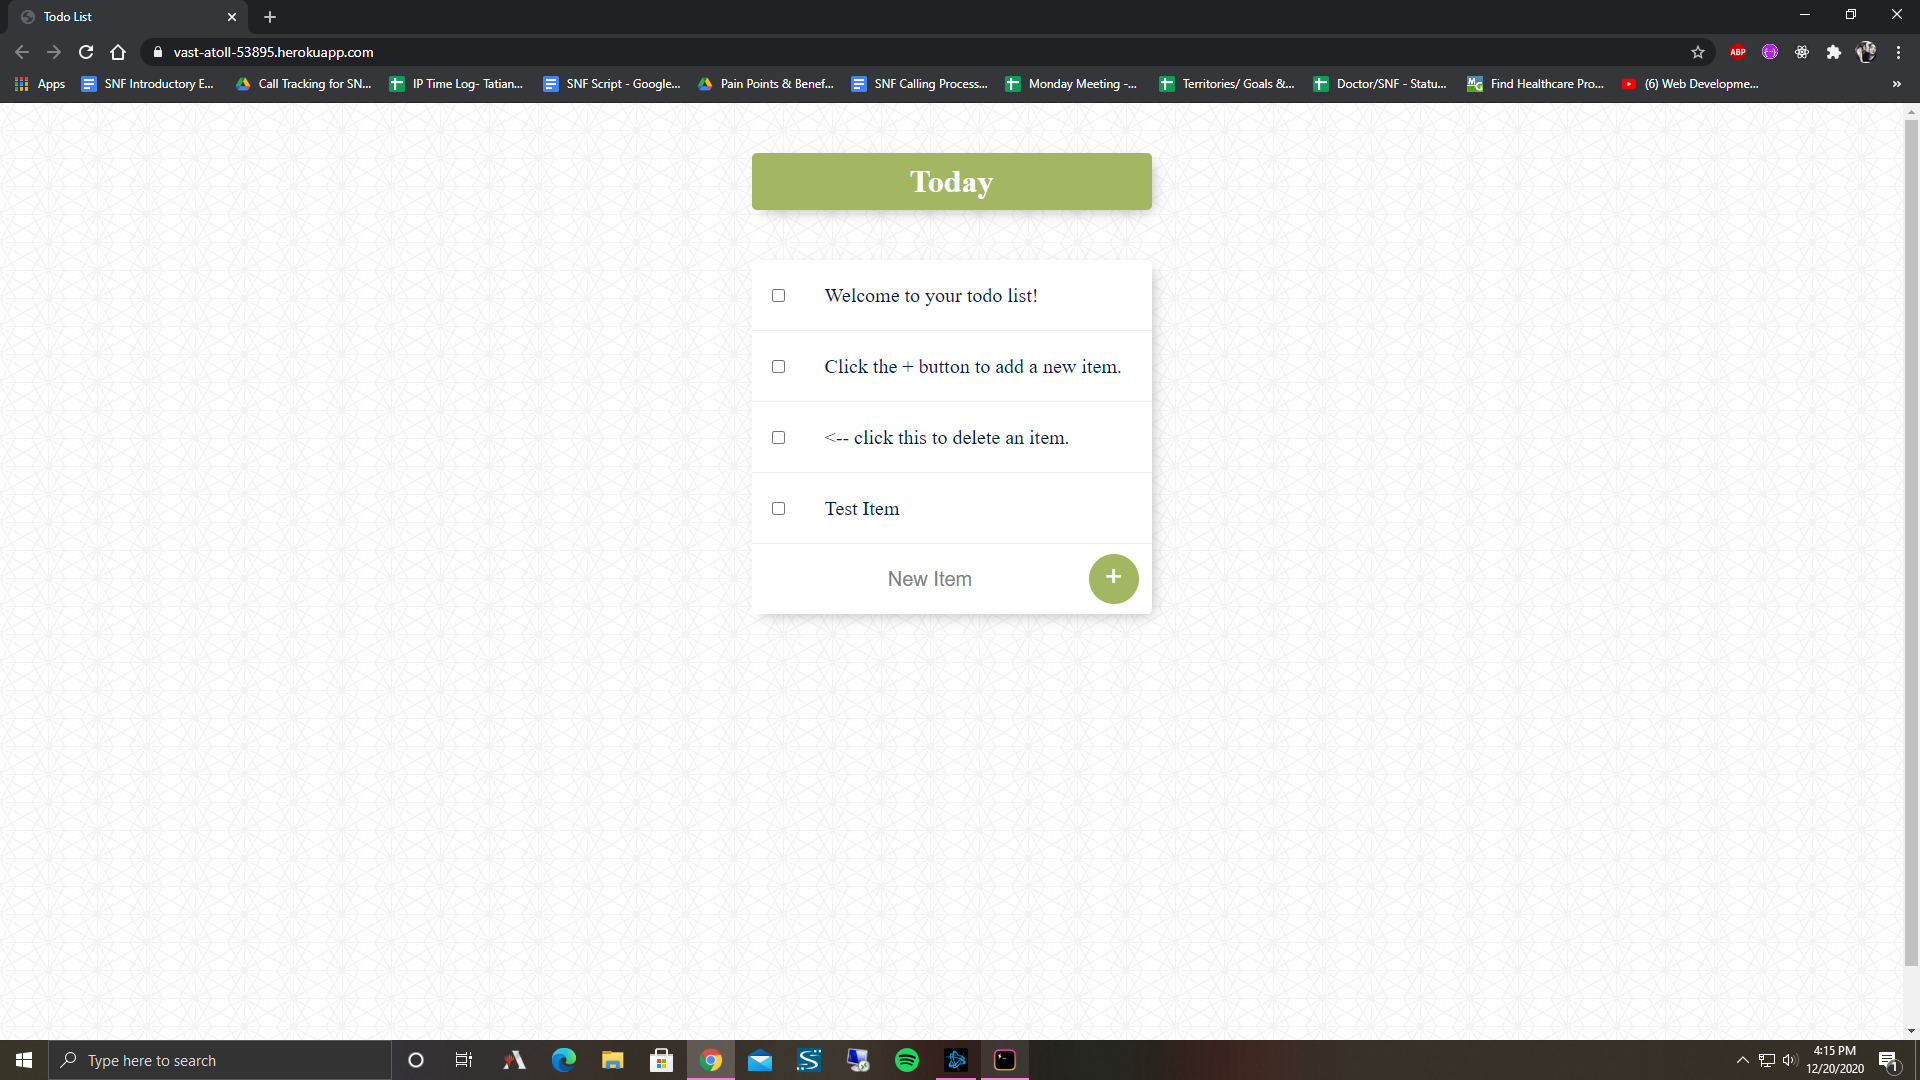 Todo List
vast-atoll-53895.herokuapp.com
ABP
Apps
SNF Introductory E...
Call Tracking for SN...
IP Time Log- Tatian...
SNF Script - Google...
Pain Points & Benef...
SNF Calling Process...
Monday Meeting -...
Territories/ Goals &...
Doctor/SNF - Statu...
MG
Find Healthcare Pro...
(6) Web Developme...
»
Today
Welcome to your todo list!
Click the + button to add a new item.
<-- click this to delete an item.
Test Item
New Item
+
Type here to search
4:15 PM
12/20/2020
1